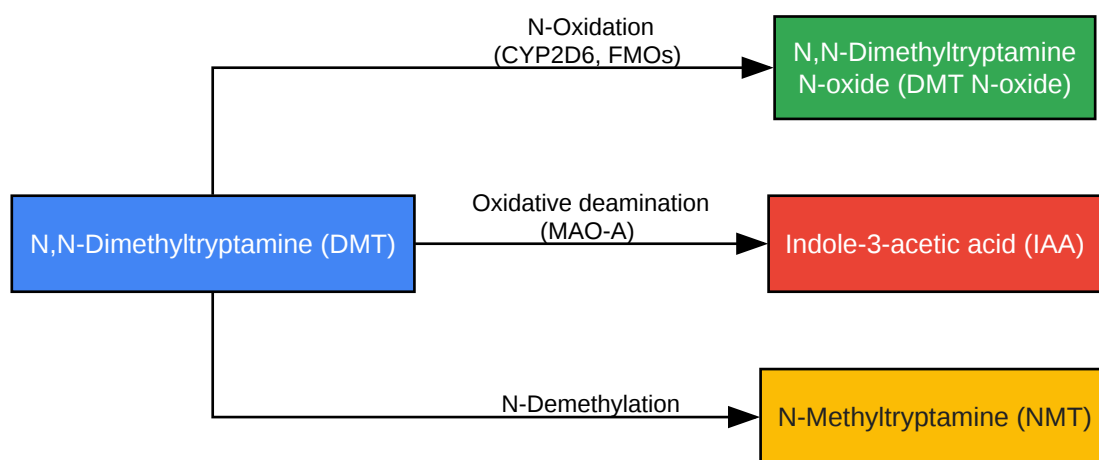 N-Oxidation
(CYP2D6, FMOs)
N,N-Dimethyltryptamine
N-oxide (DMT N-oxide)
N,N-Dimethyltryptamine (DMT)
Oxidative deamination
(MAO-A)
Indole-3-acetic acid (IAA)
N-Demethylation
N-Methyltryptamine (NMT)